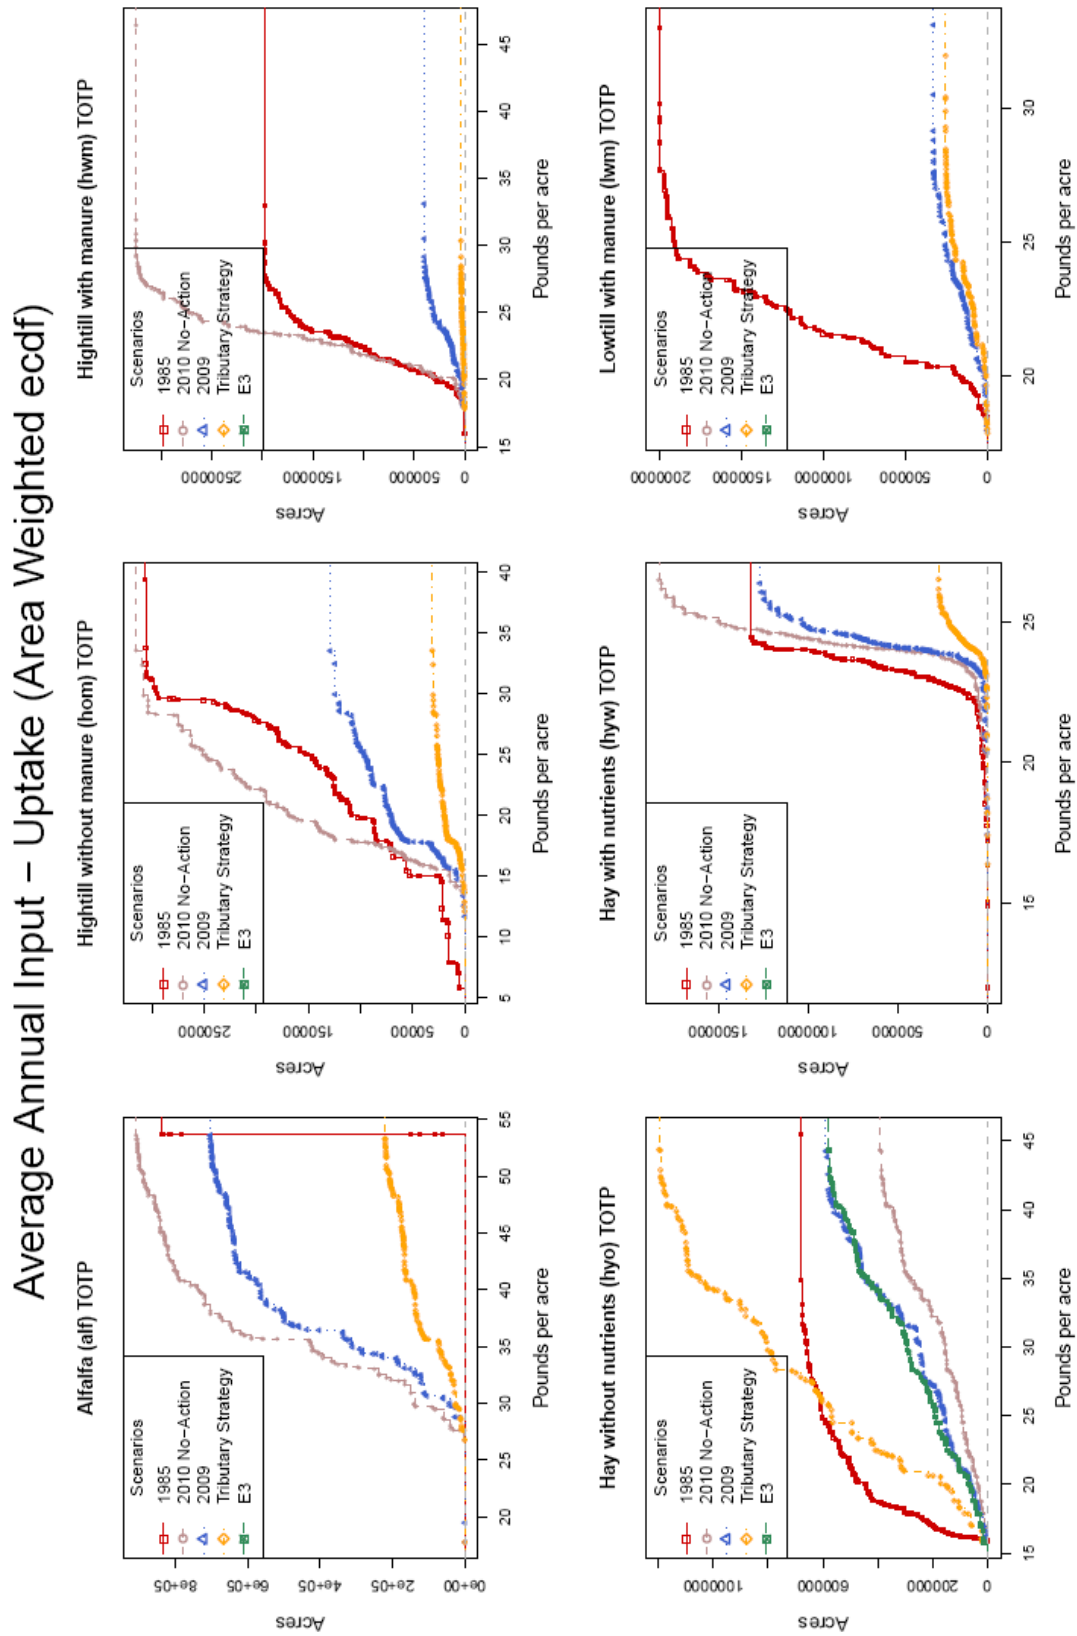 Average Annual Input – Uptake (Area Weighted ecdf)
Alfalfa (alf) TOTP
Acres
0e+00 2e+05 4e+05 6e+05 8e+05
Scenarios
1985
2010 No−Action
2009
Tributary Strategy
E3
20 30 35 40 45 50 55
Pounds per acre
Hightill without manure (hom) TOTP
Acres
0 50000 150000 250000
Scenarios
1985
2010 No−Action
2009
Tributary Strategy
E3
5 10 15 20 25 30 35 40
Pounds per acre
Hightill with manure (hwm) TOTP
Acres
0 500000 1500000 2500000
Scenarios
1985
2010 No−Action
2009
Tributary Strategy
E3
15 20 25 30 35 40 45
Pounds per acre
Hay without nutrients (hyo) TOTP
Acres
0 200000 600000 1000000
Scenarios
1985
2010 No−Action
2009
Tributary Strategy
E3
15 20 25 30 35 40 45
Pounds per acre
Hay with nutrients (hyw) TOTP
Acres
0 500000 1000000 1500000
Scenarios
1985
2010 No−Action
2009
Tributary Strategy
E3
15 20 25
Pounds per acre
Lowtill with manure (lwm) TOTP
Acres
0 500000 1000000 1500000 2000000
Scenarios
1985
2010 No−Action
2009
Tributary Strategy
E3
20 25 30
Pounds per acre